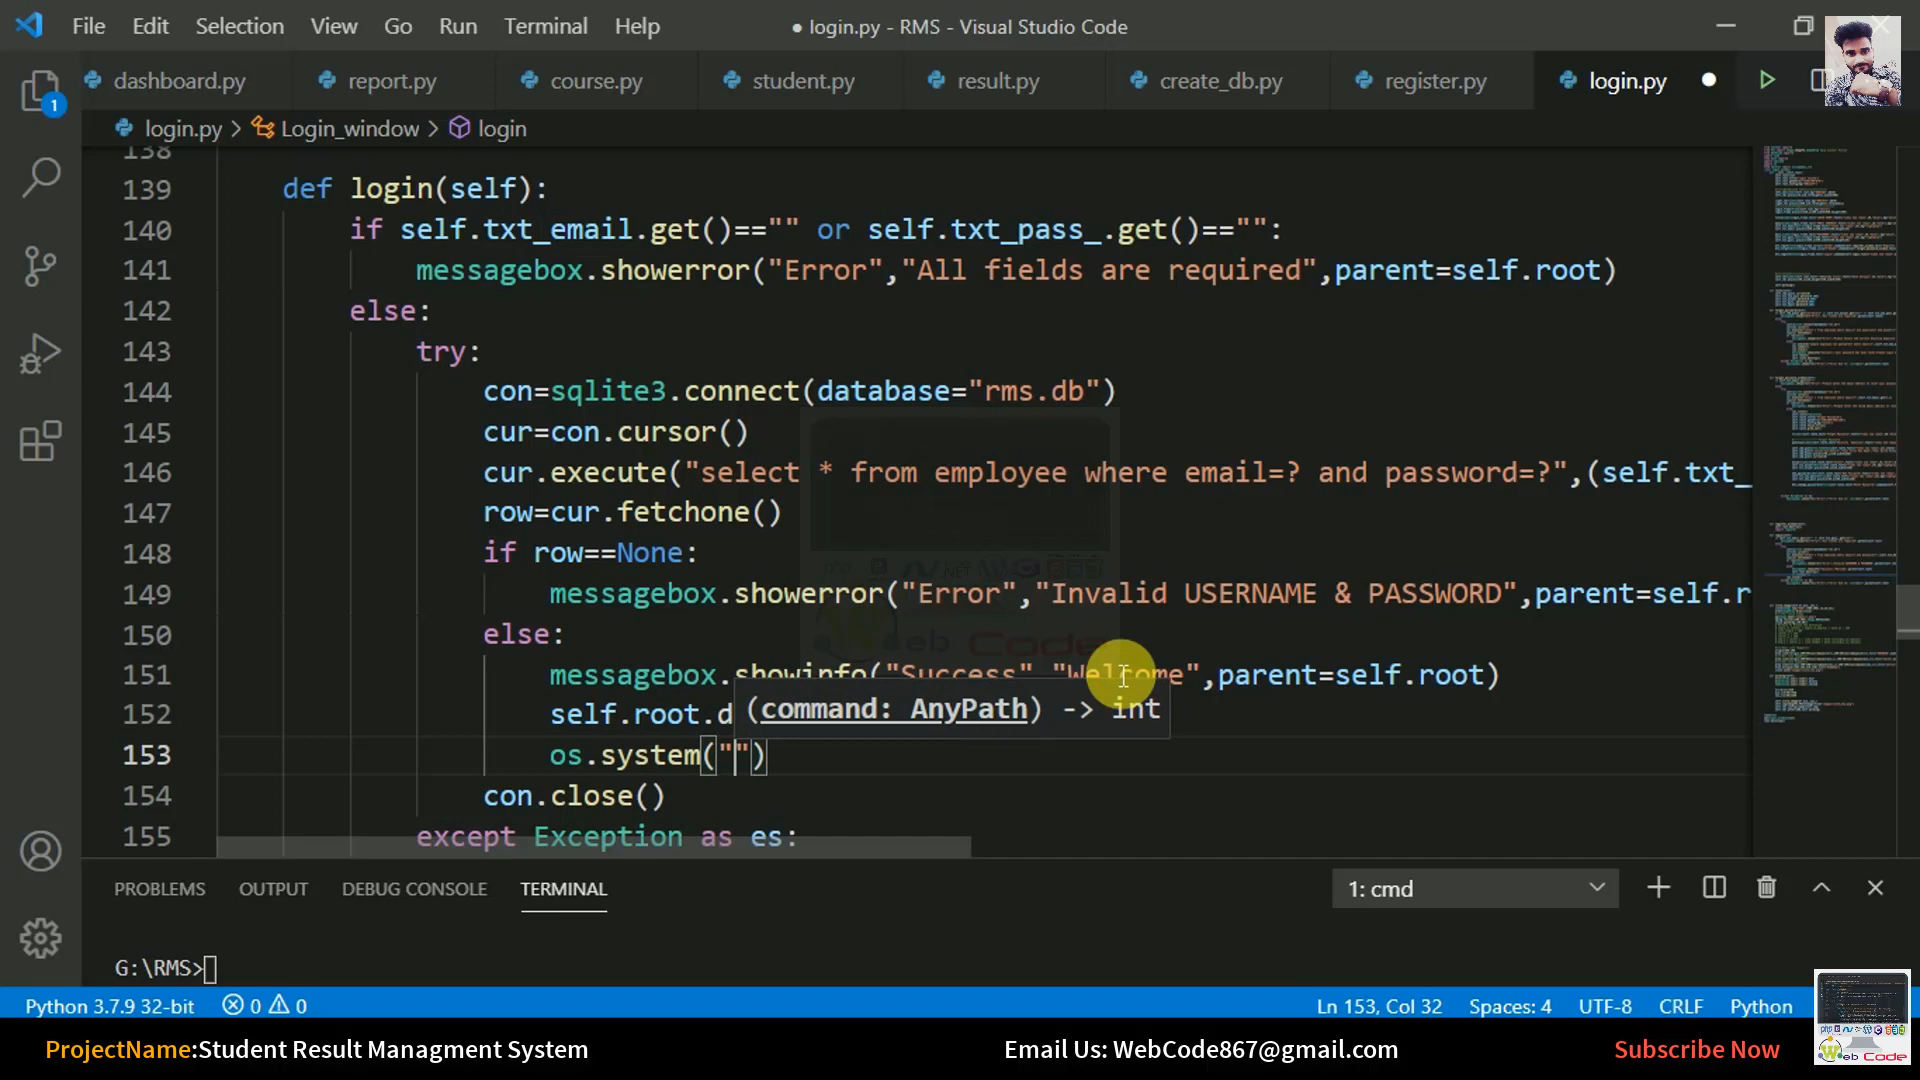 File Edit Selection View Go Run Terminal Help
● login.py - RMS - Visual Studio Code
dashboard.py report.py course.py student.py result.py create_db.py register.py login.py
login.py > Login_window > login
1
138
139 def login(self):
140 if self.txt_email.get()=="" or self.txt_pass_.get()=="":
141 messagebox.showerror("Error","All fields are required",parent=self.root)
142 else:
143 try:
144 con=sqlite3.connect(database="rms.db")
145 cur=con.cursor()
146 cur.execute("select * from employee where email=? and password=?",(self.txt_
147 row=cur.fetchone()
148 if row==None:
149 messagebox.showerror("Error","Invalid USERNAME & PASSWORD",parent=self.r
150 else:
151 messagebox.showinfo("Success","Welcome",parent=self.root)
152 self.root.d
(command: AnyPath) -> int
153 os.system("")
154 con.close()
155 except Exception as es:
PROBLEMS OUTPUT DEBUG CONSOLE TERMINAL
1: cmd
G:\RMS>
Python 3.7.9 32-bit 0 0
Ln 153, Col 32 Spaces: 4 UTF-8 CRLF Python
ProjectName:Student Result Managment System
Email Us: WebCode867@gmail.com
Subscribe Now
Web Code